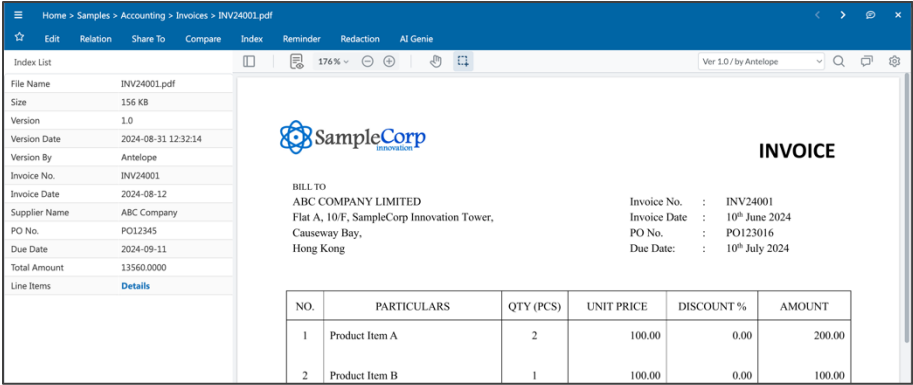 Home > Samples > Accounting > Invoices > INV24001.pdf
Edit Relation Share To Compare Index Reminder Redaction AI Genie
Index List
176%
Ver 1.0 / by Antelope
File Name INV24001.pdf
Size 156 KB
Version 1.0
Version Date 2024-08-31 12:32:14
Version By Antelope
Invoice No. INV24001
Invoice Date 2024-08-12
Supplier Name ABC Company
PO No. PO12345
Due Date 2024-09-11
Total Amount 13560.0000
Line Items Details
SampleCorp
innovation
INVOICE
BILL TO
ABC COMPANY LIMITED
Flat A, 10/F, SampleCorp Innovation Tower,
Causeway Bay,
Hong Kong
Invoice No. : INV24001
Invoice Date : 10th June 2024
PO No. : PO123016
Due Date: : 10th July 2024
NO. PARTICULARS QTY (PCS) UNIT PRICE DISCOUNT % AMOUNT
1 Product Item A 2 100.00 0.00 200.00
2 Product Item B 1 100.00 0.00 100.00